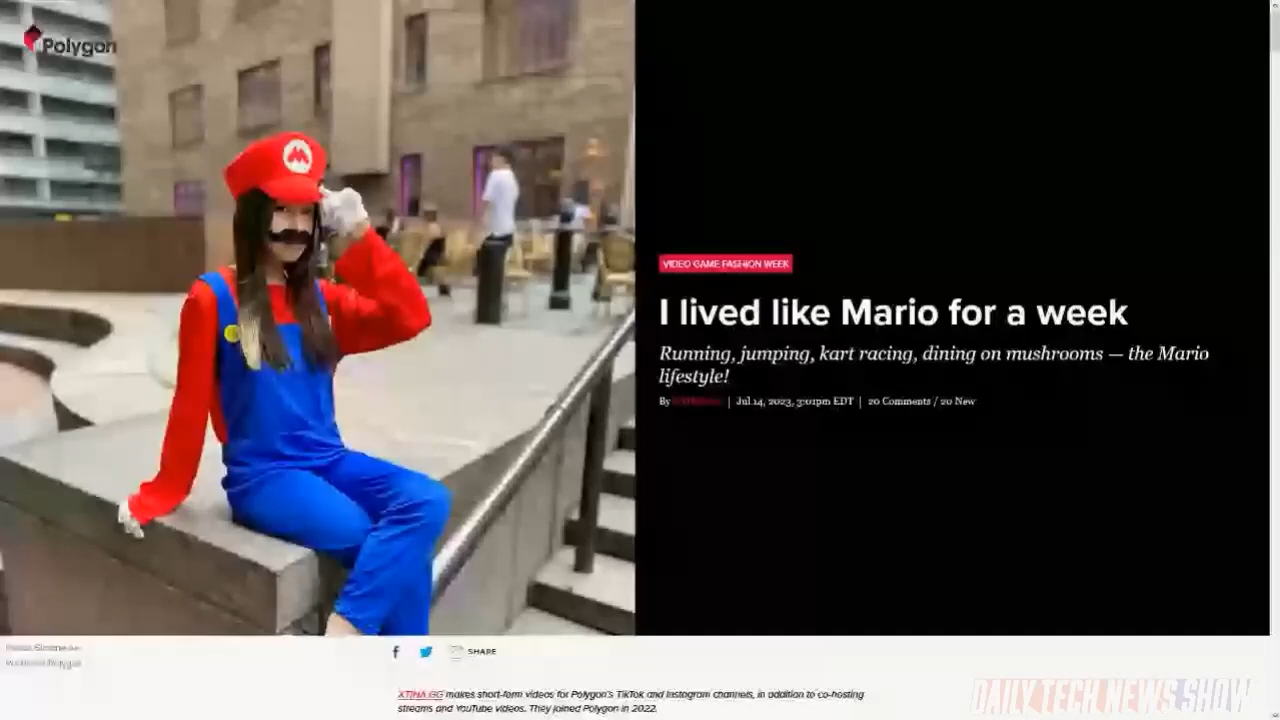 Polygon
M
VIDEO GAME FASHION WEEK
I lived like Mario for a week
Running, jumping, kart racing, dining on mushrooms — the Mario
lifestyle!
By | Jul 14, 2023, 3:01pm EDT | 20 Comments / 20 New
f SHARE
XTINA.GG makes short-form videos for Polygon's TikTok and Instagram channels, in addition to co-hosting
streams and YouTube videos. They joined Polygon in 2022.
DAILY TECH NEWS SHOW